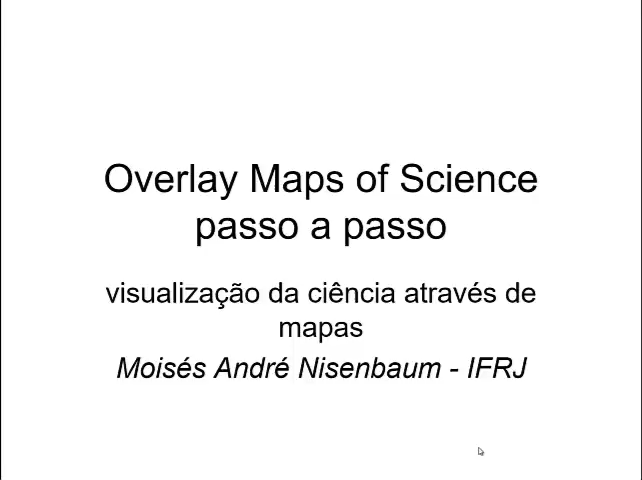 Overlay Maps of Science
passo a passo
visualização da ciência através de
mapas
Moisés André Nisenbaum - IFRJ